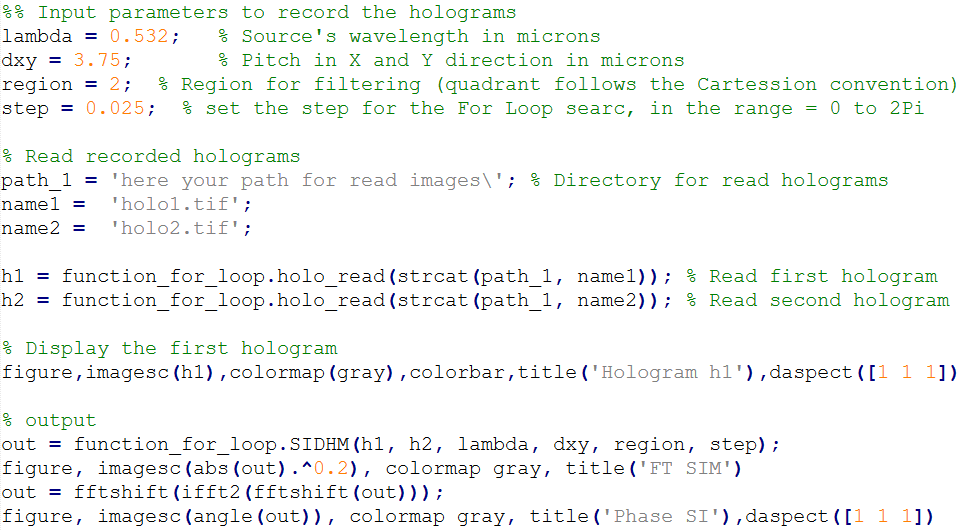 %% Input parameters to record the holograms
lambda = 0.532;   % Source's wavelength in microns
dxy = 3.75;       % Pitch in X and Y direction in microns
region = 2;  % Region for filtering (quadrant follows the Cartession convention)
step = 0.025;  % set the step for the For Loop searc, in the range = 0 to 2Pi
% Read recorded holograms
path_1 = 'here your path for read images\'; % Directory for read holograms
name1 =  'holo1.tif';
name2 =  'holo2.tif';
h1 = function_for_loop.holo_read(strcat(path_1, name1)); % Read first hologram
h2 = function_for_loop.holo_read(strcat(path_1, name2)); % Read second hologram
% Display the first hologram
figure,imagesc(h1),colormap(gray),colorbar,title('Hologram h1'),daspect([1 1 1])
% output
out = function_for_loop.SIDHM(h1, h2, lambda, dxy, region, step);
figure, imagesc(abs(out).^0.2), colormap gray, title('FT SIM')
out = fftshift(ifft2(fftshift(out)));
figure, imagesc(angle(out)), colormap gray, title('Phase SI'),daspect([1 1 1])